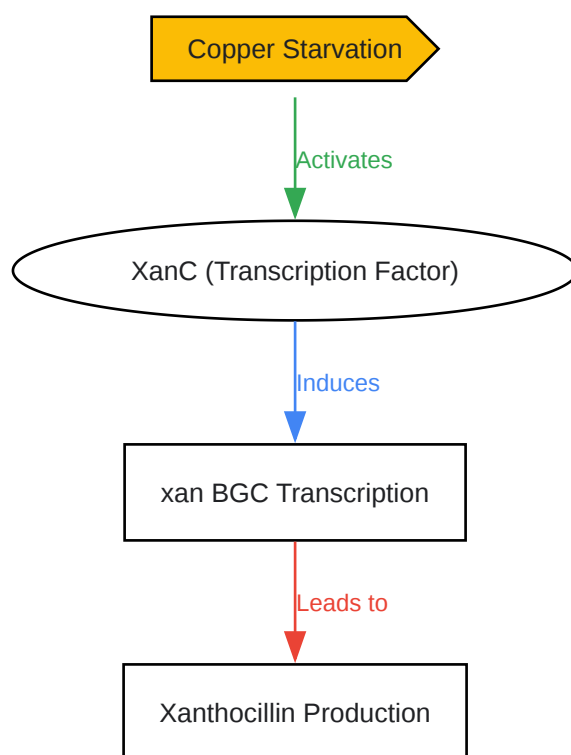 Copper Starvation
Activates
XanC (Transcription Factor)
Induces
xan BGC Transcription
Leads to
Xanthocillin Production